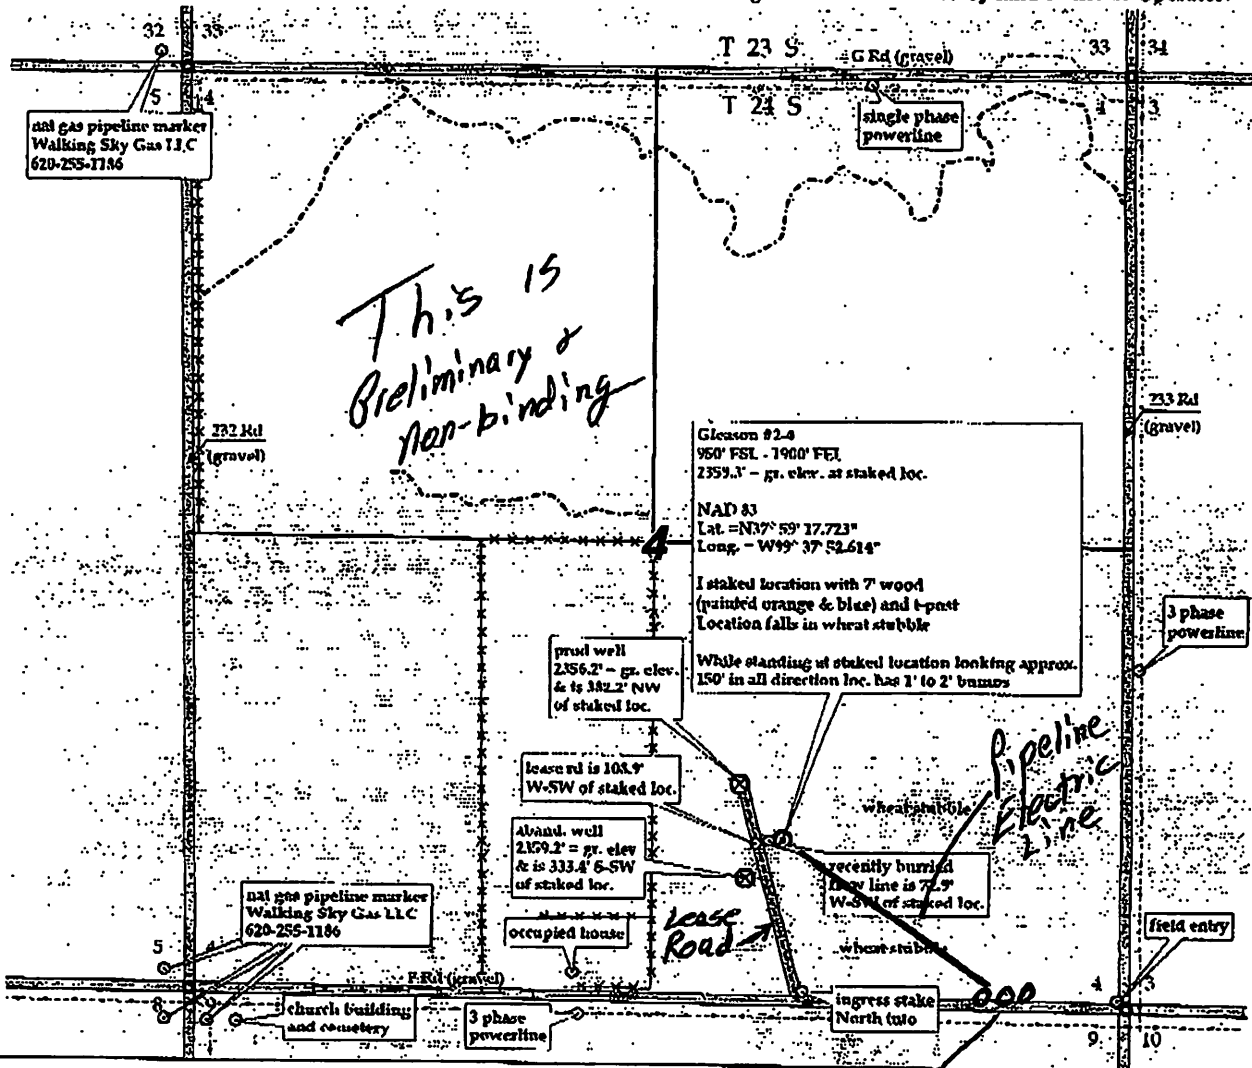 32
33
T 23 S
G Rd (gravel)
33
34
5
4
T 24 S
3
nal gas pipeline marker
Walking Sky Gas LLC
620-255-1186
single phase
powerline
This is
Preliminary &
non-binding
232 Rd
(gravel)
233 Rd
(gravel)
Gleason #2-4
950' FSL - 1900' FEL
gr. elev. at staked loc.
NAD 83
Lat. =N37° 59' 17.723"
Long. = W99° 37' 52.614"
I staked location with 7' wood
(painted orange & blue) and t-post
Location falls in wheat stubble
While standing at staked location looking approx.
150' in all direction loc. has 1' to 2' bumps
4
3 phase
powerline
prod well
2356.2' = gr. elev.
& is 382.2' NW
of staked loc.
Pipeline
Electric
Line
lease rd is 108.9'
W-SW of staked loc.
wheat stubble
aband. well
2359.2' = gr. elev
& is 333.4' S-SW
of staked loc.
recently burried
flow line is 72.9'
W-SW of staked loc.
nal gas pipeline marker
Walking Sky Gas LLC
620-255-1186
occupied house
Lease
Road
wheat stubble
field entry
5
4
F Rd (gravel)
4
3
8
9
church building
and cemetery
3 phase
powerline
ingress stake
North into
9
10